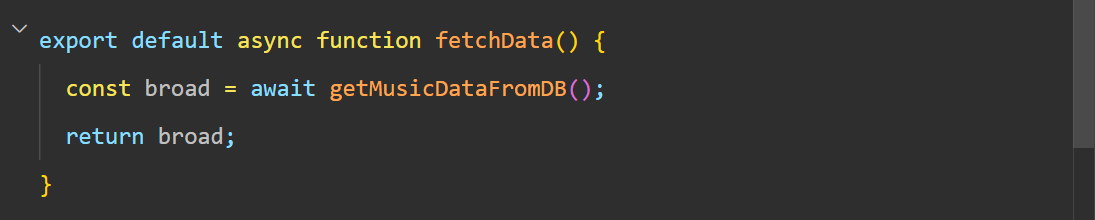 export default async function fetchData() {
const broad = await getMusicDataFromDB();
return broad;
}